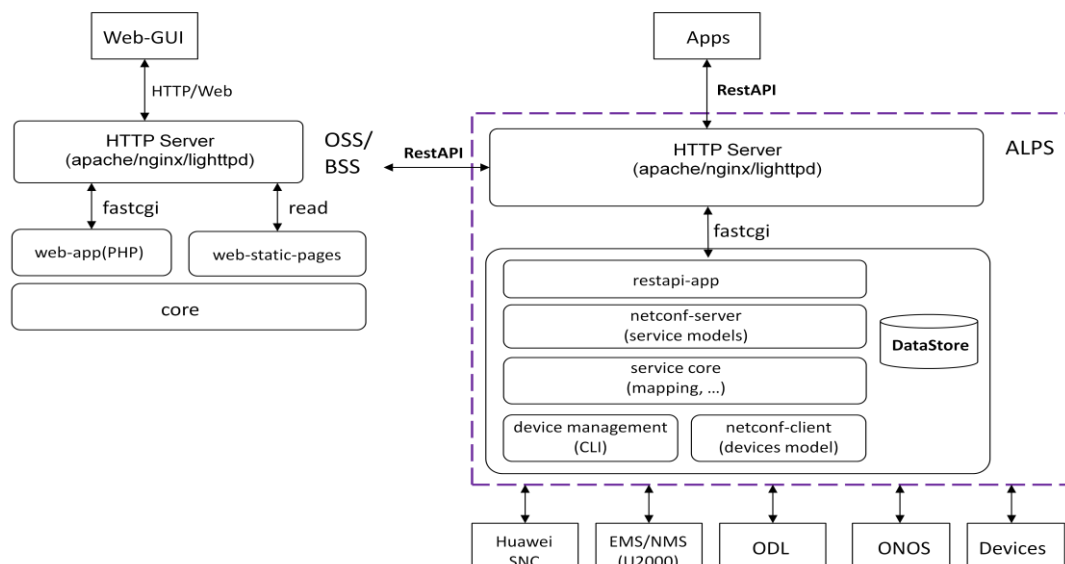 Web-GUI
HTTP/Web
HTTP Server
(apache/nginx/lighttpd)
fastcgi
read
web-app(PHP)
web-static-pages
core
OSS/
BSS
RestAPI
Apps
RestAPI
ALPS
HTTP Server
(apache/nginx/lighttpd)
fastcgi
restapi-app
netconf-server
(service models)
service core
(mapping, ...)
device management
(CLI)
netconf-client
(devices model)
DataStore
Huawei
SNC
EMS/NMS
(U2000)
ODL
ONOS
Devices